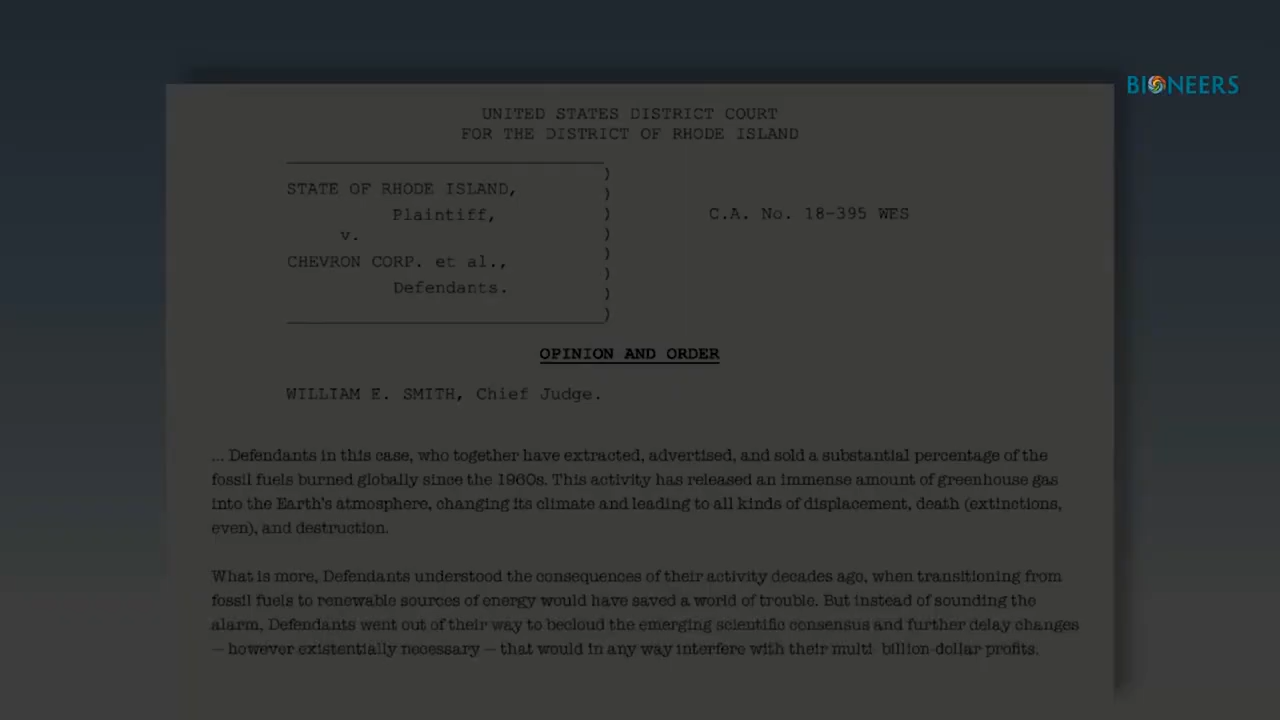 BIONEERS
UNITED STATES DISTRICT COURT
FOR THE DISTRICT OF RHODE ISLAND
STATE OF RHODE ISLAND,
Plaintiff,
v.
C.A. No. 18-395 WES
CHEVRON CORP. et al.,
Defendants.
OPINION AND ORDER
WILLIAM E. SMITH, Chief Judge.
... Defendants in this case, who together have extracted, advertised, and sold a substantial percentage of the
fossil fuels burned globally since the 1960s. This activity has released an immense amount of greenhouse gas
into the Earth's atmosphere, changing its climate and leading to all kinds of displacement, death (extinctions,
even), and destruction.
What is more, Defendants understood the consequences of their activity decades ago, when transitioning from
fossil fuels to renewable sources of energy would have saved a world of trouble. But instead of sounding the
alarm, Defendants went out of their way to becloud the emerging scientific consensus and further delay changes
– however existentially necessary – that would in any way interfere with their multi-billion-dollar profits.